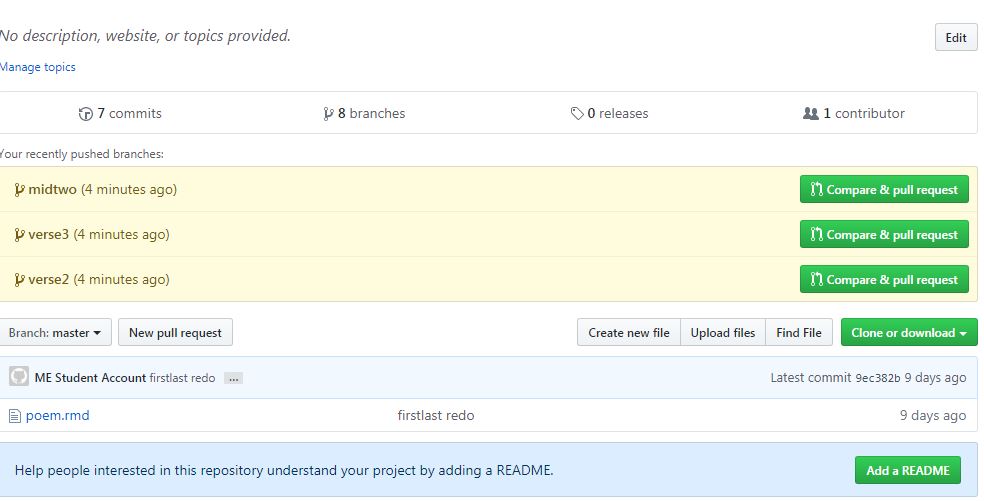 No description, website, or topics provided.
Edit
Manage topics
7 commits
8 branches
0 releases
1 contributor
Your recently pushed branches:
midtwo (4 minutes ago)
Compare & pull request
verse3 (4 minutes ago)
Compare & pull request
verse2 (4 minutes ago)
Compare & pull request
Branch: master
New pull request
Create new file
Upload files
Find File
Clone or download
ME Student Account firstlast redo ...
Latest commit 9ec382b 9 days ago
poem.rmd
firstlast redo
9 days ago
Help people interested in this repository understand your project by adding a README.
Add a README